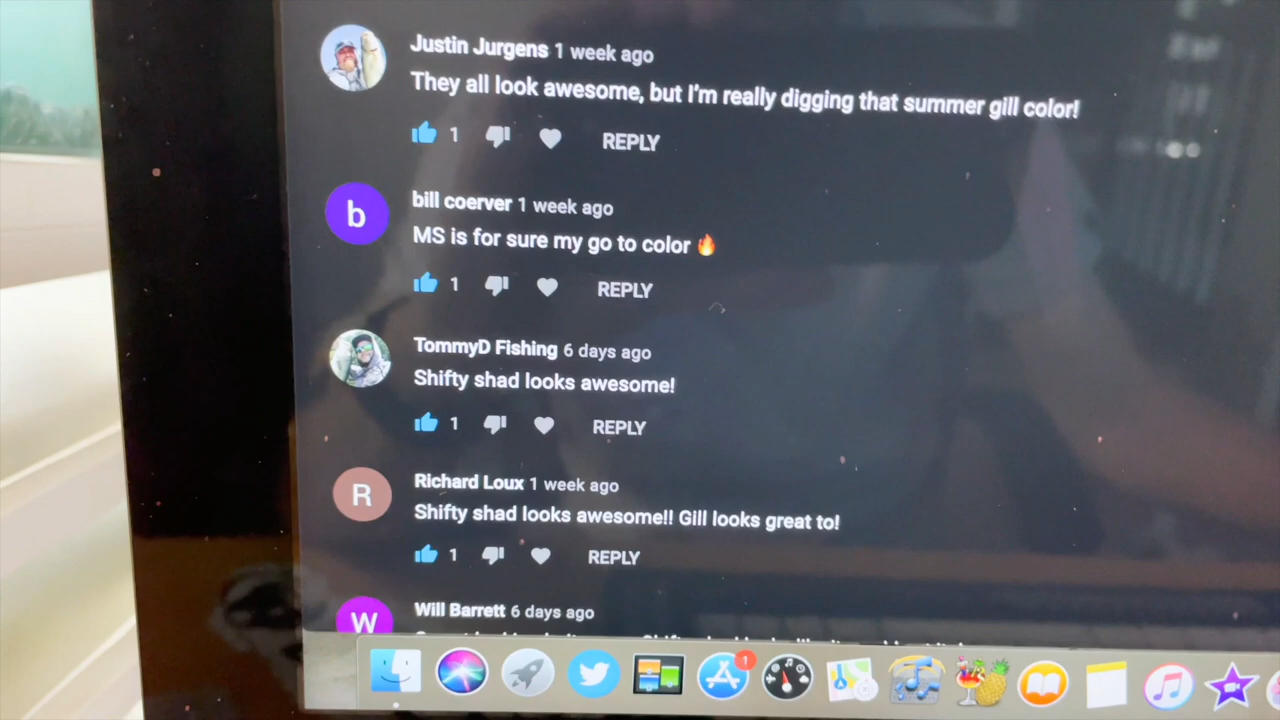 Justin Jurgens 1 week ago
They all look awesome, but I'm really digging that summer gill color!
1 REPLY
b
bill coerver 1 week ago
MS is for sure my go to color 🔥
1 REPLY
TommyD Fishing 6 days ago
Shifty shad looks awesome!
1 REPLY
R
Richard Loux 1 week ago
Shifty shad looks awesome!! Gill looks great to!
1 REPLY
W
Will Barrett 6 days ago
1